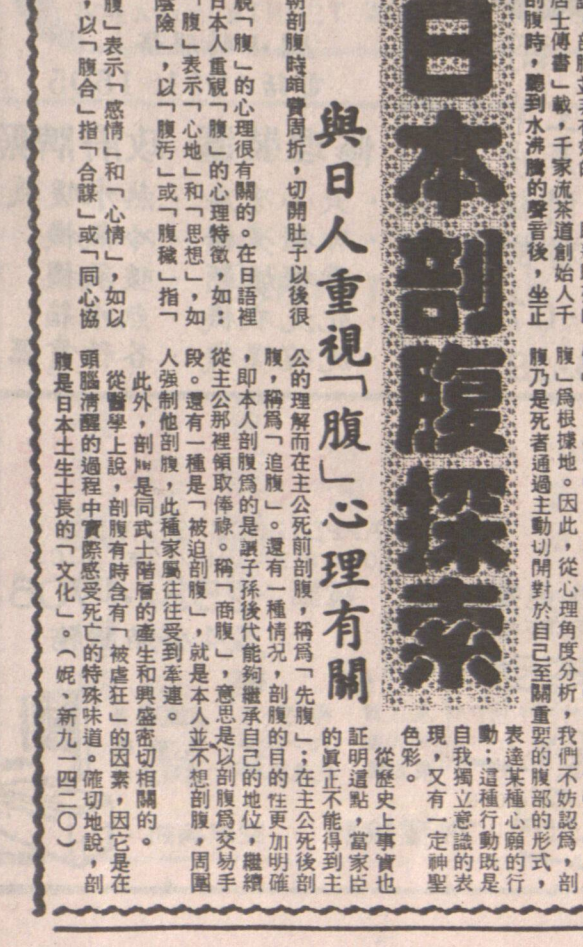 日本剖腹探索
與日人重視「腹」心理有關
居士傳書」載，千家流茶道創始人千
剖腹時，聽到水沸騰的聲音後，坐正
朝剖腹時頗費周折，切開肚子以後很
視「腹」的心理很有關的。在日語裡
日本人重視「腹」的心理特徵，如：
「腹」表示「心地」和「思想」，如
陰險」，以「腹汚」或「腹穢」指「
腹」表示「感情」和「心情」，如以
，以「腹合」指「合謀」或「同心協
腹」爲根據地。因此，從心理角度分析，我們不妨認爲，剖
腹乃是死者通過主動切開對於自己至關重要的腹部的形式，
表達某種心願的行
動；這種行動既是
自我獨立意識的表
現，又有一定神聖
色彩。
從歷史上事實也
証明這點，當家臣
的眞正不能得到主
公的理解而在主公死前剖腹，稱爲「先腹」；在主公死後剖
腹，稱爲「追腹」。還有一種情况，剖腹的目的性更加明確
，即本人剖腹爲的是讓子孫後代能夠繼承自己的地位，繼續
從主公那裡領取俸祿。稱「商腹」，意思是以剖腹爲交易手
段。還有一種是「被迫剖腹」，就是本人並不想剖腹，周圍
人強制他剖腹，此種家屬往往受到牽連。
此外，剖腹是同武士階層的產生和興盛密切相關的。
從醫學上說，剖腹有時含有「被虐狂」的因素，因它是在
頭腦清醒的過程中實際感受死亡的特殊味道。確切地說，剖
腹是日本土生土長的「文化」。（妮、新九一四二〇）